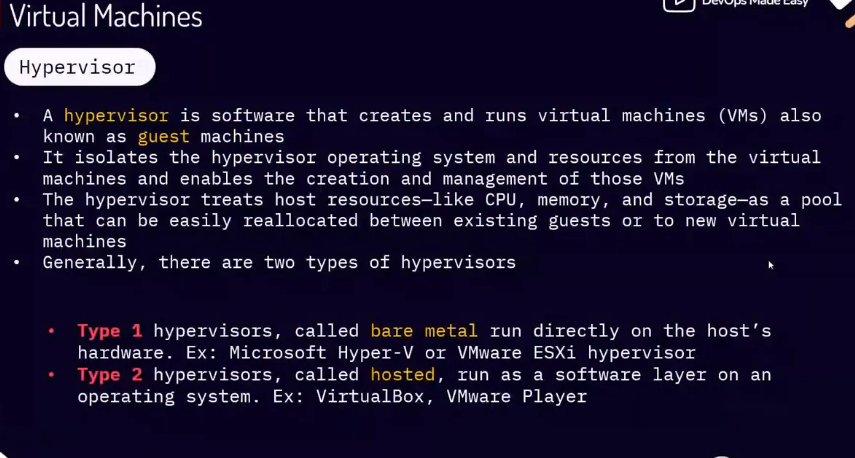 Virtual Machines
DevOps Made Easy
Hypervisor
• A hypervisor is software that creates and runs virtual machines (VMs) also
known as guest machines
• It isolates the hypervisor operating system and resources from the virtual
machines and enables the creation and management of those VMs
• The hypervisor treats host resources—like CPU, memory, and storage—as a pool
that can be easily reallocated between existing guests or to new virtual
machines
• Generally, there are two types of hypervisors
• Type 1 hypervisors, called bare metal run directly on the host's
hardware. Ex: Microsoft Hyper-V or VMware ESXi hypervisor
• Type 2 hypervisors, called hosted, run as a software layer on an
operating system. Ex: VirtualBox, VMware Player